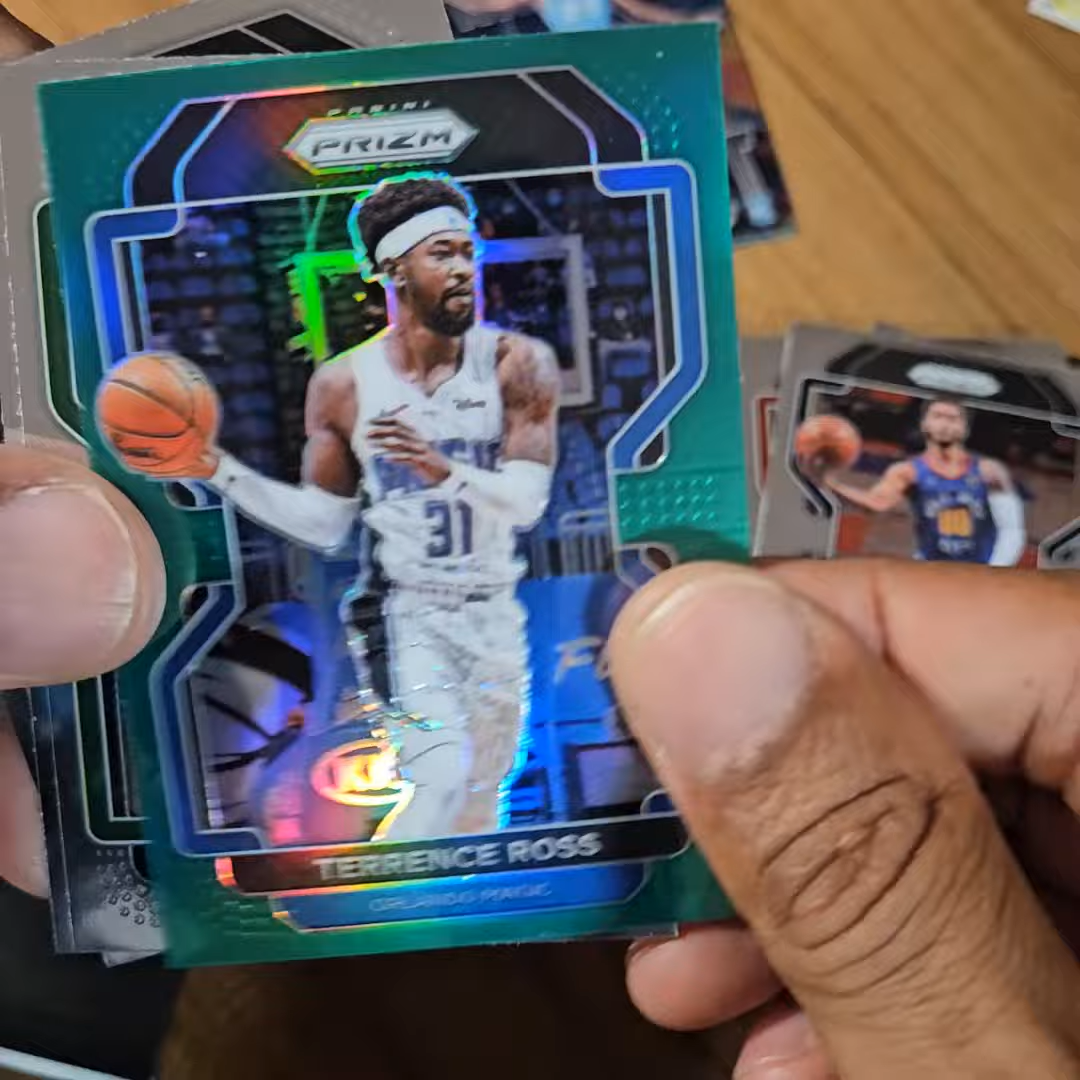 PANINI
PRIZM
31
TERRENCE ROSS
ORLANDO MAGIC